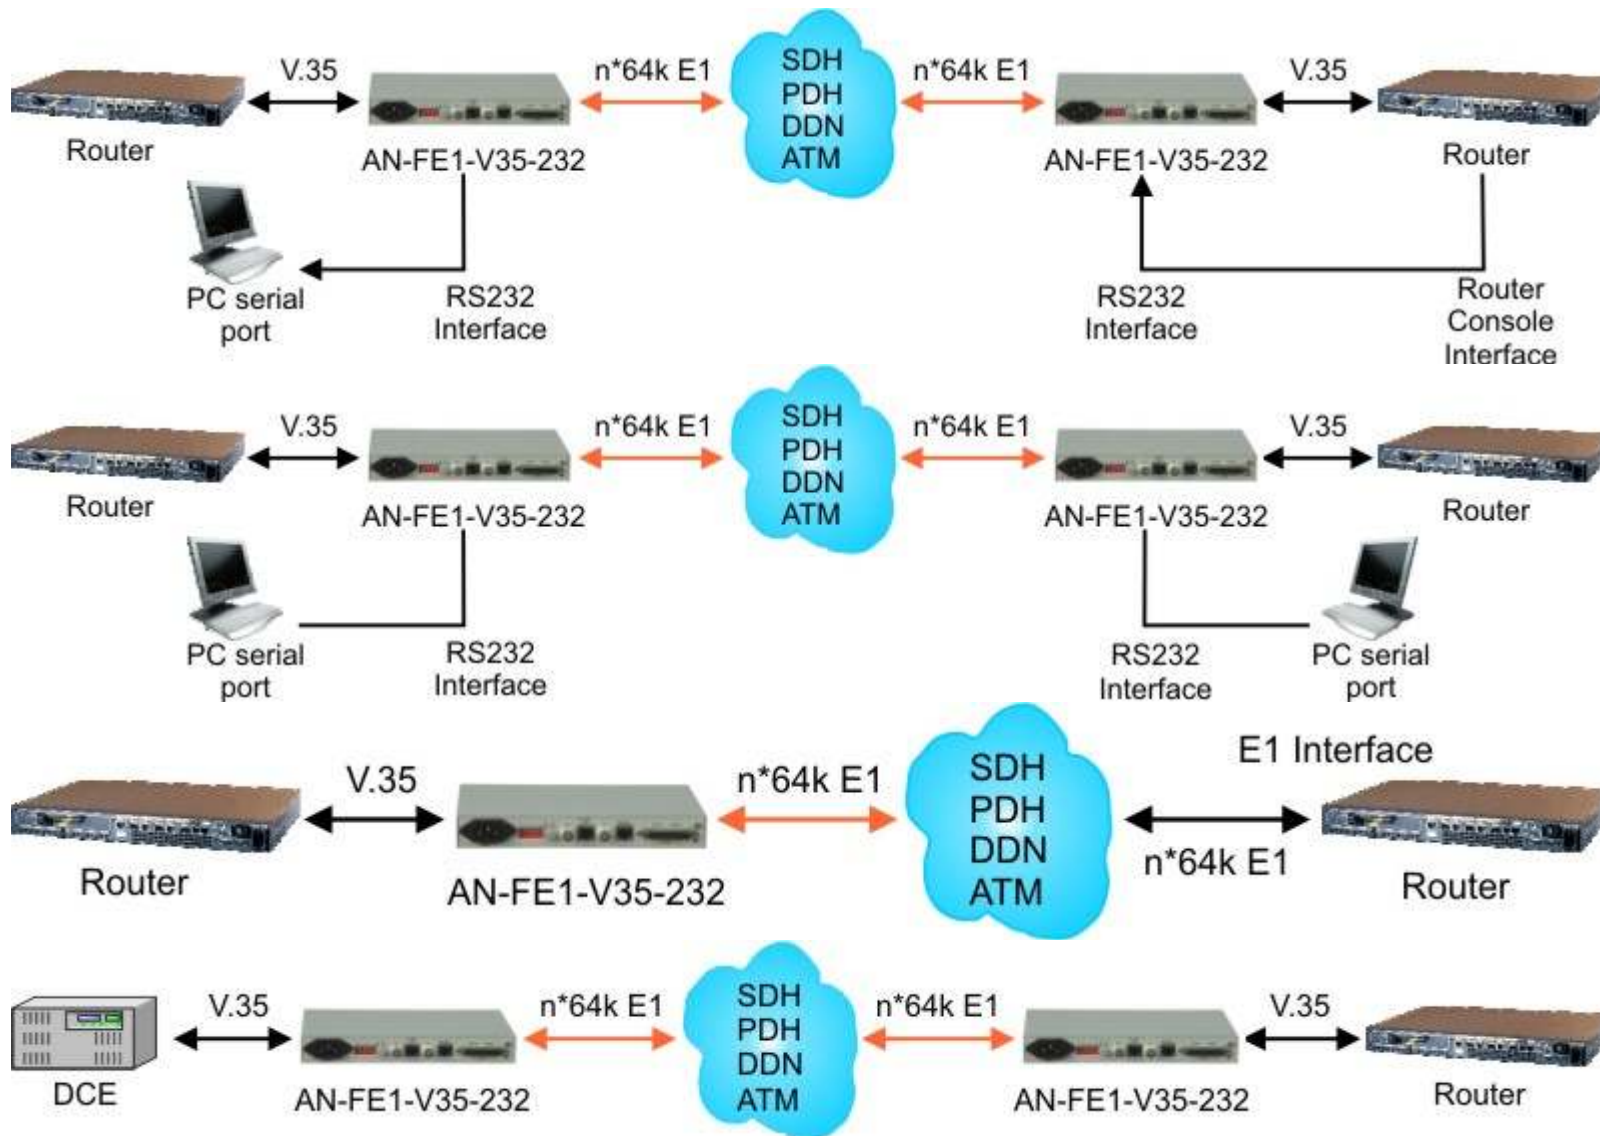 V.35
n*64k E1
SDH
PDH
DDN
ATM
n*64k E1
V.35
Router
AN-FE1-V35-232
AN-FE1-V35-232
Router
PC serial
port
RS232
Interface
RS232
Interface
Router
Console
Interface
V.35
n*64k E1
SDH
PDH
DDN
ATM
n*64k E1
V.35
Router
AN-FE1-V35-232
AN-FE1-V35-232
Router
PC serial
port
RS232
Interface
RS232
Interface
PC serial
port
V.35
n*64k E1
SDH
PDH
DDN
ATM
E1 Interface
n*64k E1
Router
AN-FE1-V35-232
Router
V.35
n*64k E1
SDH
PDH
DDN
ATM
n*64k E1
V.35
DCE
AN-FE1-V35-232
AN-FE1-V35-232
Router